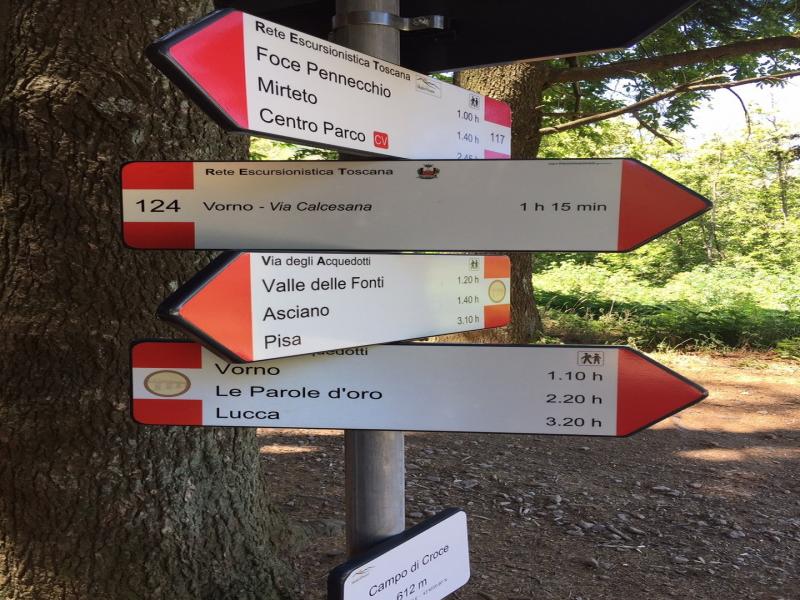 Rete Escursionistica Toscana
Foce Pennecchio 1.00 h
Mirteto 1.40 h
Centro Parco CV 2.45 h
117
Rete Escursionistica Toscana
124 Vorno - Via Calcesana 1 h 15 min
Via degli Acquedotti
Valle delle Fonti 1.20 h
Asciano 1.40 h
Pisa 3.10 h
Vorno 1.10 h
Le Parole d'oro 2.20 h
Lucca 3.20 h
Campo di Croce
612 m